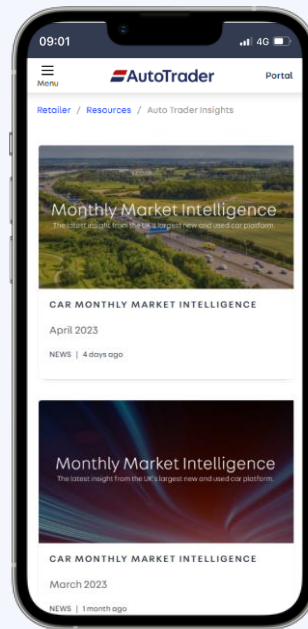 09:01
4G
Menu
AutoTrader
Portal
Retailer / Resources / Auto Trader Insights
Monthly Market Intelligence
The latest insight from the UK's largest new and used car platform.
CAR MONTHLY MARKET INTELLIGENCE
April 2023
NEWS | 4 days ago
Monthly Market Intelligence
The latest insight from the UK's largest new and used car platform.
CAR MONTHLY MARKET INTELLIGENCE
March 2023
NEWS | 1 month ago